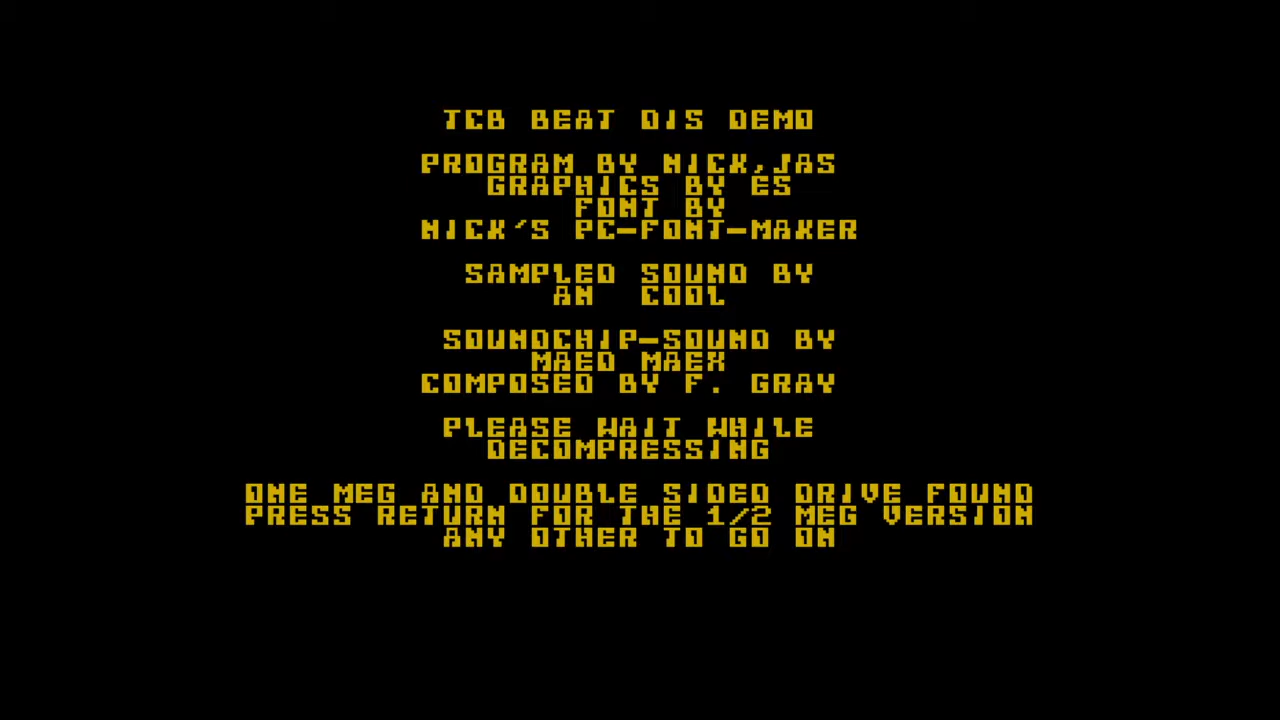 TCB BEAT DIS DEMO
PROGRAM BY NICK,JAS
GRAPHICS BY ES
FONT BY
NICK'S PC-FONT-MAKER
SAMPLED SOUND BY
AN  COOL
SOUNDCHIP-SOUND BY
MAED MAEX
COMPOSED BY F. GRAY
PLEASE WAIT WHILE
DECOMPRESSING
ONE MEG AND DOUBLE SIDED DRIVE FOUND
PRESS RETURN FOR THE 1/2 MEG VERSION
ANY OTHER TO GO ON